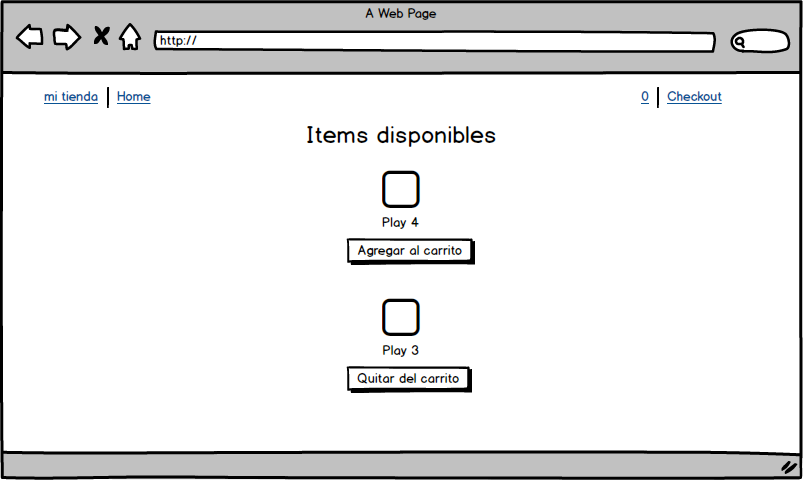 A Web Page
http://
mi tienda | Home
0 | Checkout
Items disponibles
Play 4
Agregar al carrito
Play 3
Quitar del carrito